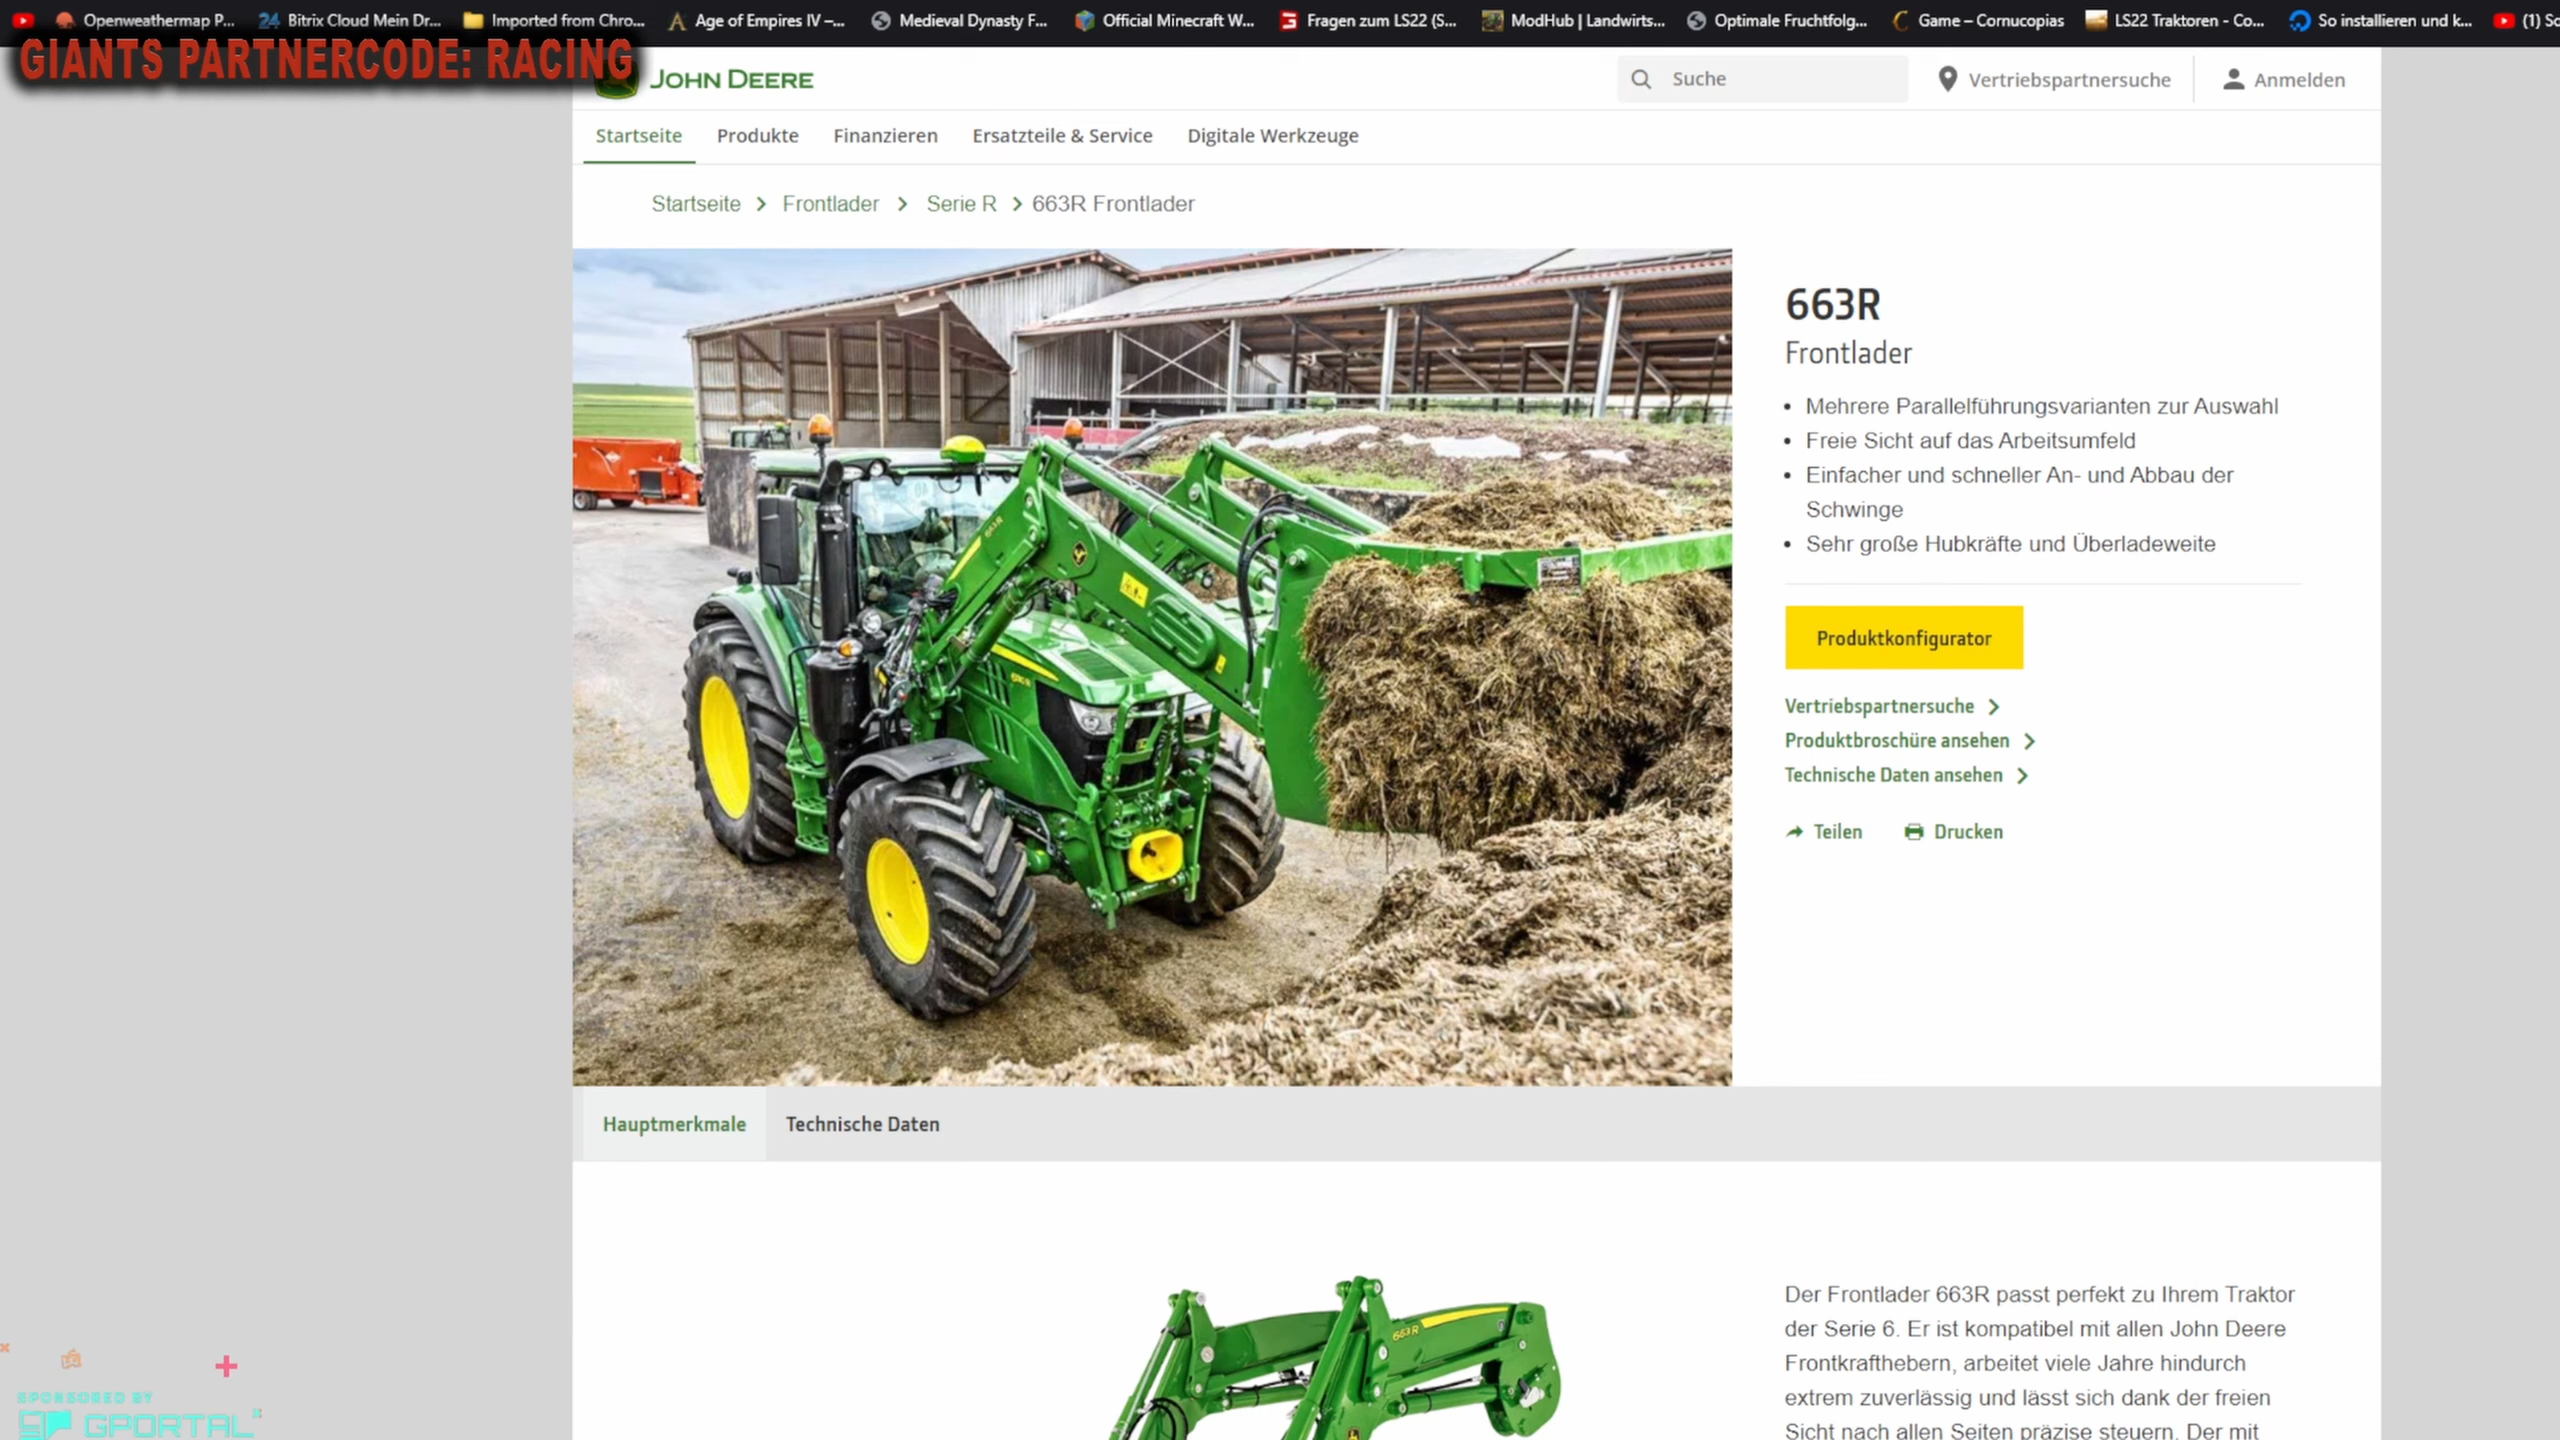 Openweathermap P... Bitrix Cloud Mein Dr... Imported from Chro... Age of Empires IV –... Medieval Dynasty F... Official Minecraft W... Fragen zum LS22 (S... ModHub | Landwirts... Optimale Fruchtfolg... Game – Cornucopias LS22 Traktoren - Co... So installieren und k... (1) Sc
GIANTS PARTNERCODE: RACING
JOHN DEERE
Suche
Vertriebspartnersuche
Anmelden
Startseite Produkte Finanzieren Ersatzteile & Service Digitale Werkzeuge
Startseite > Frontlader > Serie R > 663R Frontlader
663R
Frontlader
• Mehrere Parallelführungsvarianten zur Auswahl
• Freie Sicht auf das Arbeitsumfeld
• Einfacher und schneller An- und Abbau der
Schwinge
• Sehr große Hubkräfte und Überladeweite
Produktkonfigurator
Vertriebspartnersuche >
Produktbroschüre ansehen >
Technische Daten ansehen >
Teilen Drucken
663R
Hauptmerkmale Technische Daten
663R
Der Frontlader 663R passt perfekt zu Ihrem Traktor
der Serie 6. Er ist kompatibel mit allen John Deere
Frontkrafthebern, arbeitet viele Jahre hindurch
extrem zuverlässig und lässt sich dank der freien
Sicht nach allen Seiten präzise steuern. Der mit
SPONSORED BY
GPORTAL